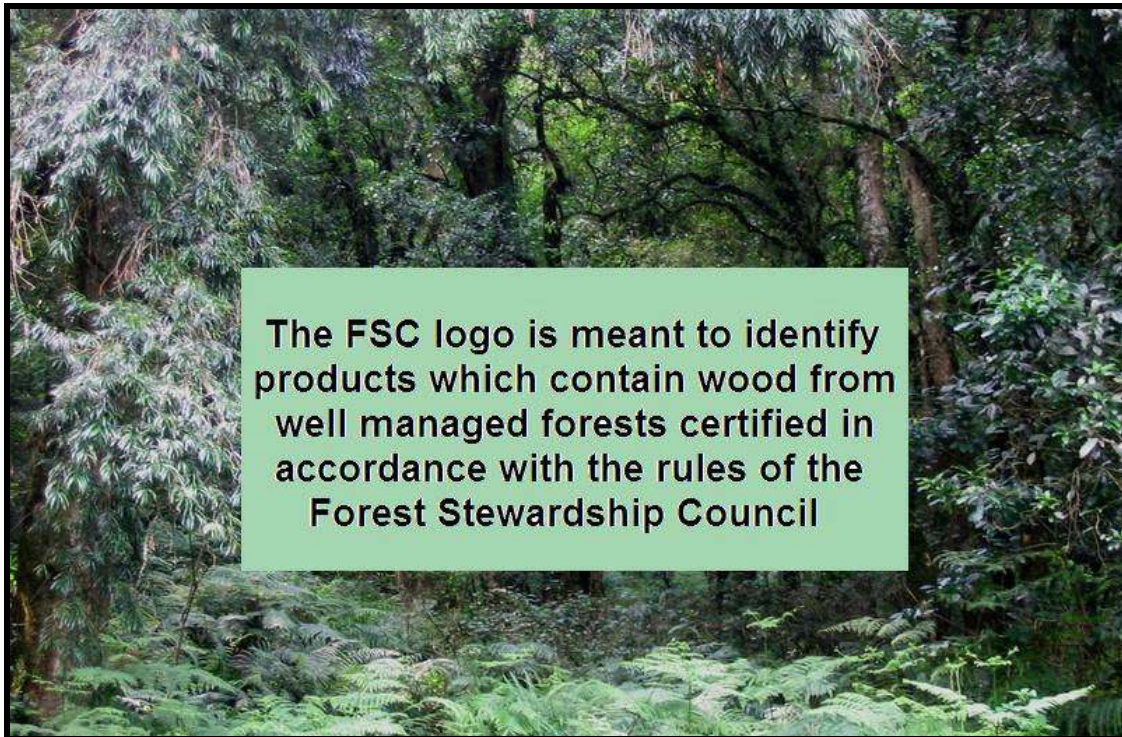 The FSC logo is meant to identify
products which contain wood from
well managed forests certified in
accordance with the rules of the
Forest Stewardship Council